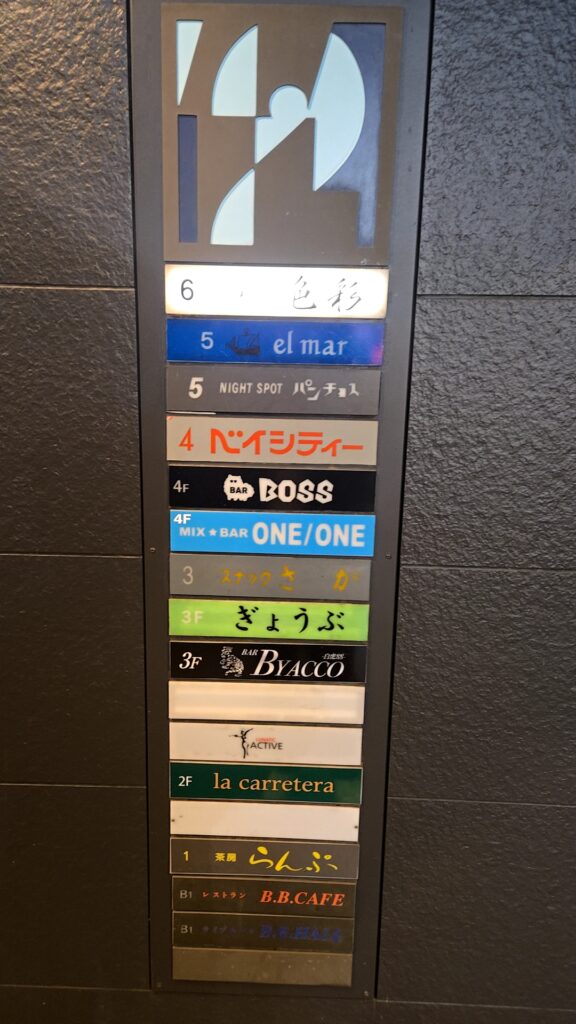 6 色彩
5 el mar
5 NIGHT SPOT パンチョス
4 ベイシティー
4F BAR BOSS
4F MIX★BAR ONE/ONE
3 スナック さ が
3F ぎょうぶ
3F BAR BYACCO
ACTIVE
2F la carretera
1 茶房 らんぷ
B1 レストラン B.B.CAFE
B1 B.B.HALL